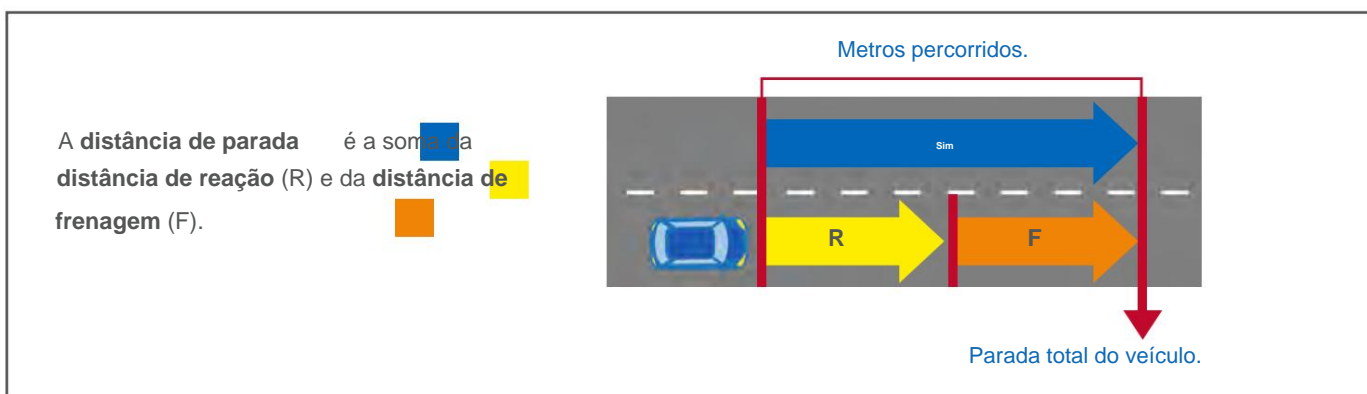 Metros percorridos.
A distância de parada é a soma da
distância de reação (R) e da distância de
frenagem (F).
Sim
R F
Parada total do veículo.